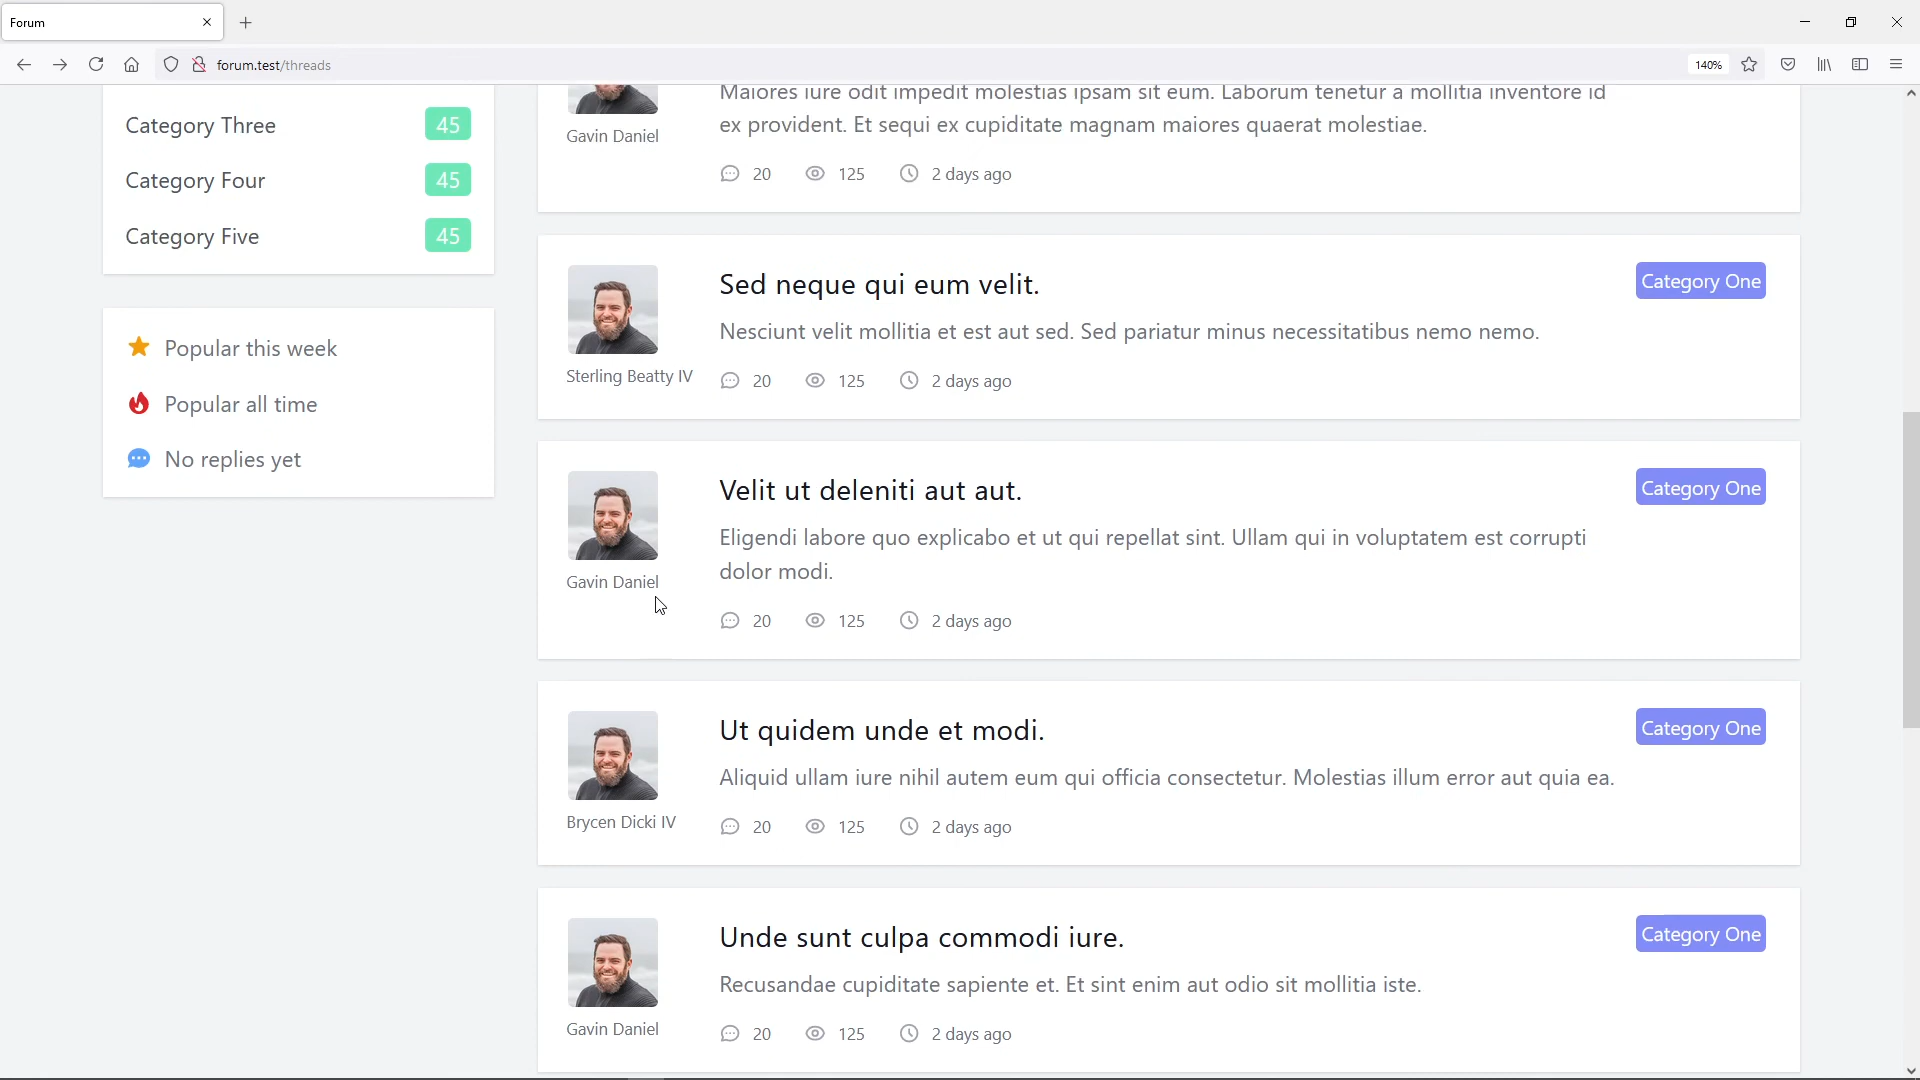 Forum
forum.test/threads
140%
Category Three 45
Category Four 45
Category Five 45
Popular this week
Popular all time
No replies yet
Maiores iure odit impedit molestias ipsam sit eum. Laborum tenetur a mollitia inventore id
ex provident. Et sequi ex cupiditate magnam maiores quaerat molestiae.
Gavin Daniel
20 125 2 days ago
Sed neque qui eum velit.
Category One
Nesciunt velit mollitia et est aut sed. Sed pariatur minus necessitatibus nemo nemo.
Sterling Beatty IV
20 125 2 days ago
Velit ut deleniti aut aut.
Category One
Eligendi labore quo explicabo et ut qui repellat sint. Ullam qui in voluptatem est corrupti
dolor modi.
Gavin Daniel
20 125 2 days ago
Ut quidem unde et modi.
Category One
Aliquid ullam iure nihil autem eum qui officia consectetur. Molestias illum error aut quia ea.
Brycen Dicki IV
20 125 2 days ago
Unde sunt culpa commodi iure.
Category One
Recusandae cupiditate sapiente et. Et sint enim aut odio sit mollitia iste.
Gavin Daniel
20 125 2 days ago